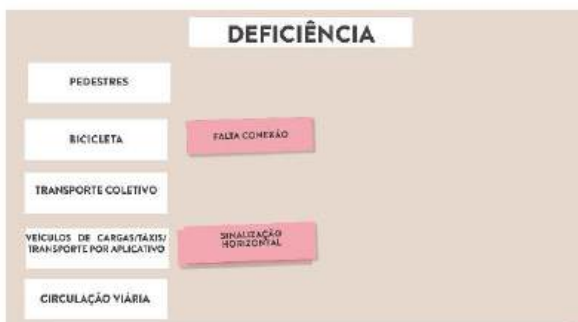 DEFICIÊNCIA
PEDESTRES
BICICLETA
FALTA CONEXÃO
TRANSPORTE COLETIVO
VEÍCULOS DE CARGAS/TÁXIS/
TRANSPORTE POR APLICATIVO
SINALIZAÇÃO
HORIZONTAL
CIRCULAÇÃO VIÁRIA